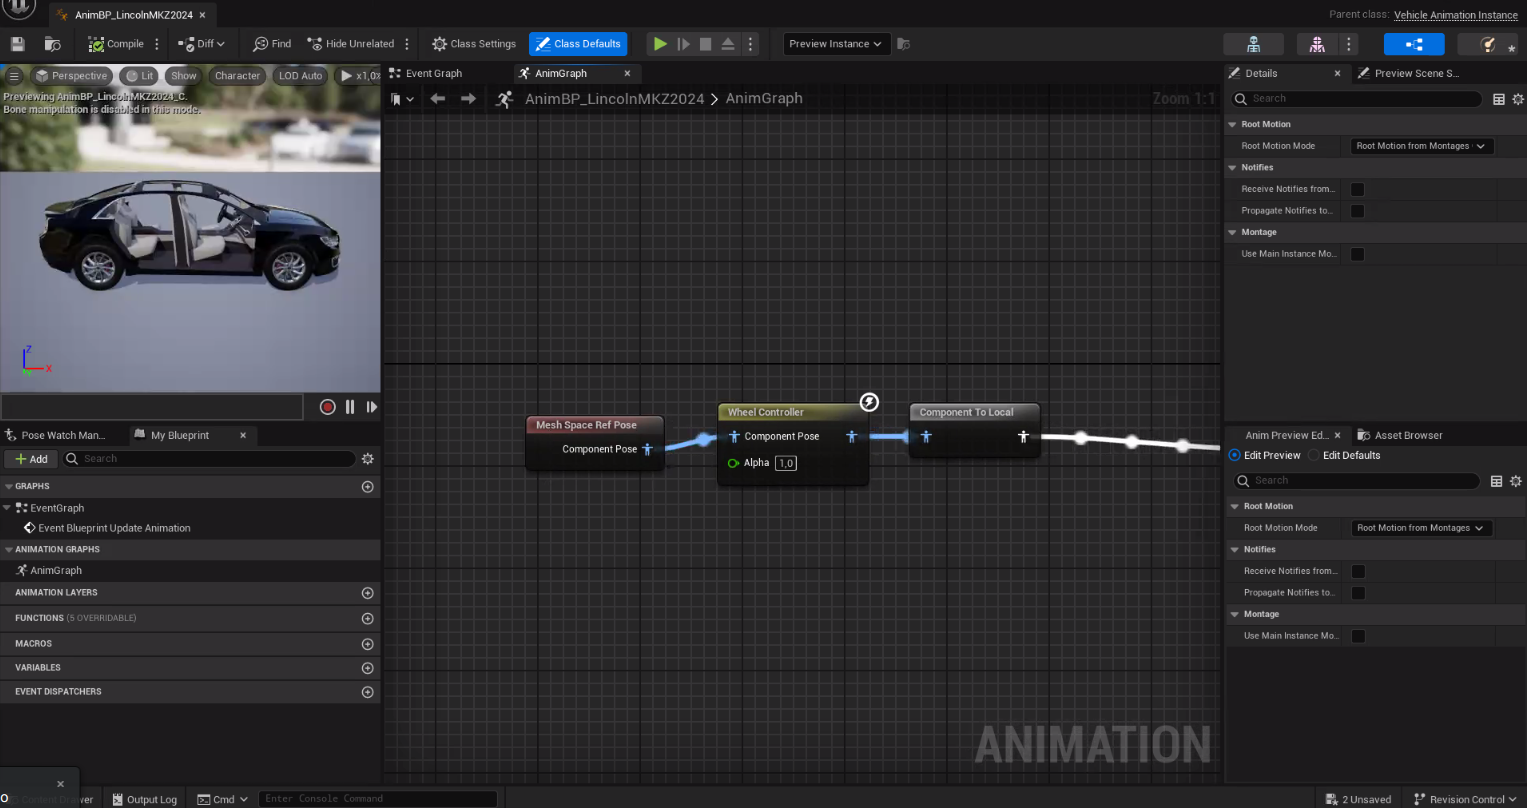 AnimBP_LincolnMKZ2024
Parent class: Vehicle Animation Instance
Compile
Diff
Find
Hide Unrelated
Class Settings
Class Defaults
Preview Instance
Perspective
Lit
Show
Character
LOD Auto
x1,0
Previewing AnimBP_LincolnMKZ2024_C.
Bone manipulation is disabled in this mode.
Z
X
Pose Watch Man...
My Blueprint
Add
Search
GRAPHS
EventGraph
Event Blueprint Update Animation
ANIMATION GRAPHS
AnimGraph
ANIMATION LAYERS
FUNCTIONS (5 OVERRIDABLE)
MACROS
VARIABLES
EVENT DISPATCHERS
Event Graph
AnimGraph
AnimBP_LincolnMKZ2024 > AnimGraph
Zoom 1:1
Mesh Space Ref Pose
Component Pose
Wheel Controller
Component Pose
Alpha 1,0
Component To Local
ANIMATION
Details
Preview Scene S...
Search
Root Motion
Root Motion Mode
Root Motion from Montages
Notifies
Receive Notifies from...
Propagate Notifies to...
Montage
Use Main Instance Mo...
Anim Preview Ed...
Asset Browser
Edit Preview
Edit Defaults
Search
Root Motion
Root Motion Mode
Root Motion from Montages
Notifies
Receive Notifies from...
Propagate Notifies to...
Montage
Use Main Instance Mo...
Output Log
Cmd
Enter Console Command
2 Unsaved
Revision Control